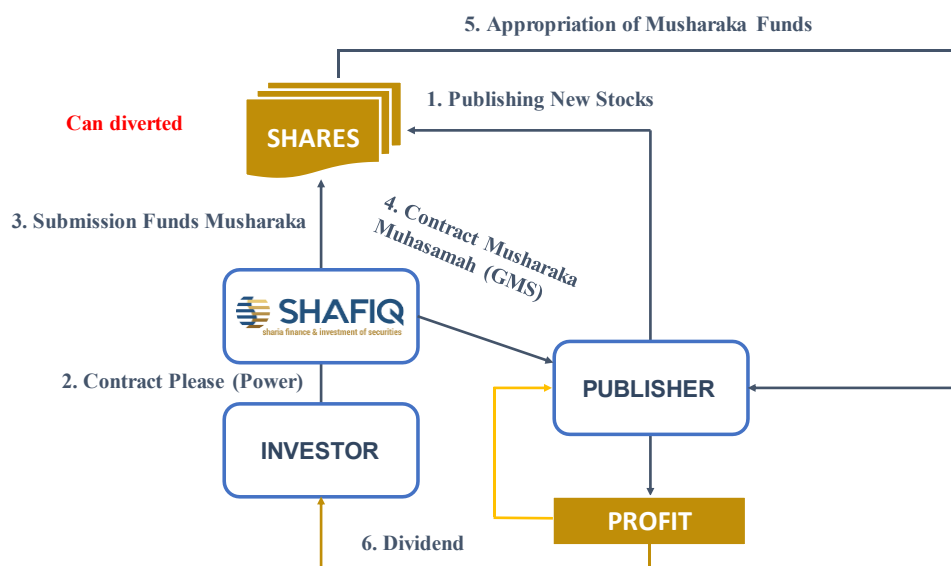 5. Appropriation of Musharaka Funds
1. Publishing New Stocks
Can diverted
SHARES
3. Submission Funds Musharaka
4. Contract Musharaka
Muhasamah (GMS)
SHAFIQ
sharia finance & investment of securities
2. Contract Please (Power)
PUBLISHER
INVESTOR
PROFIT
6. Dividend